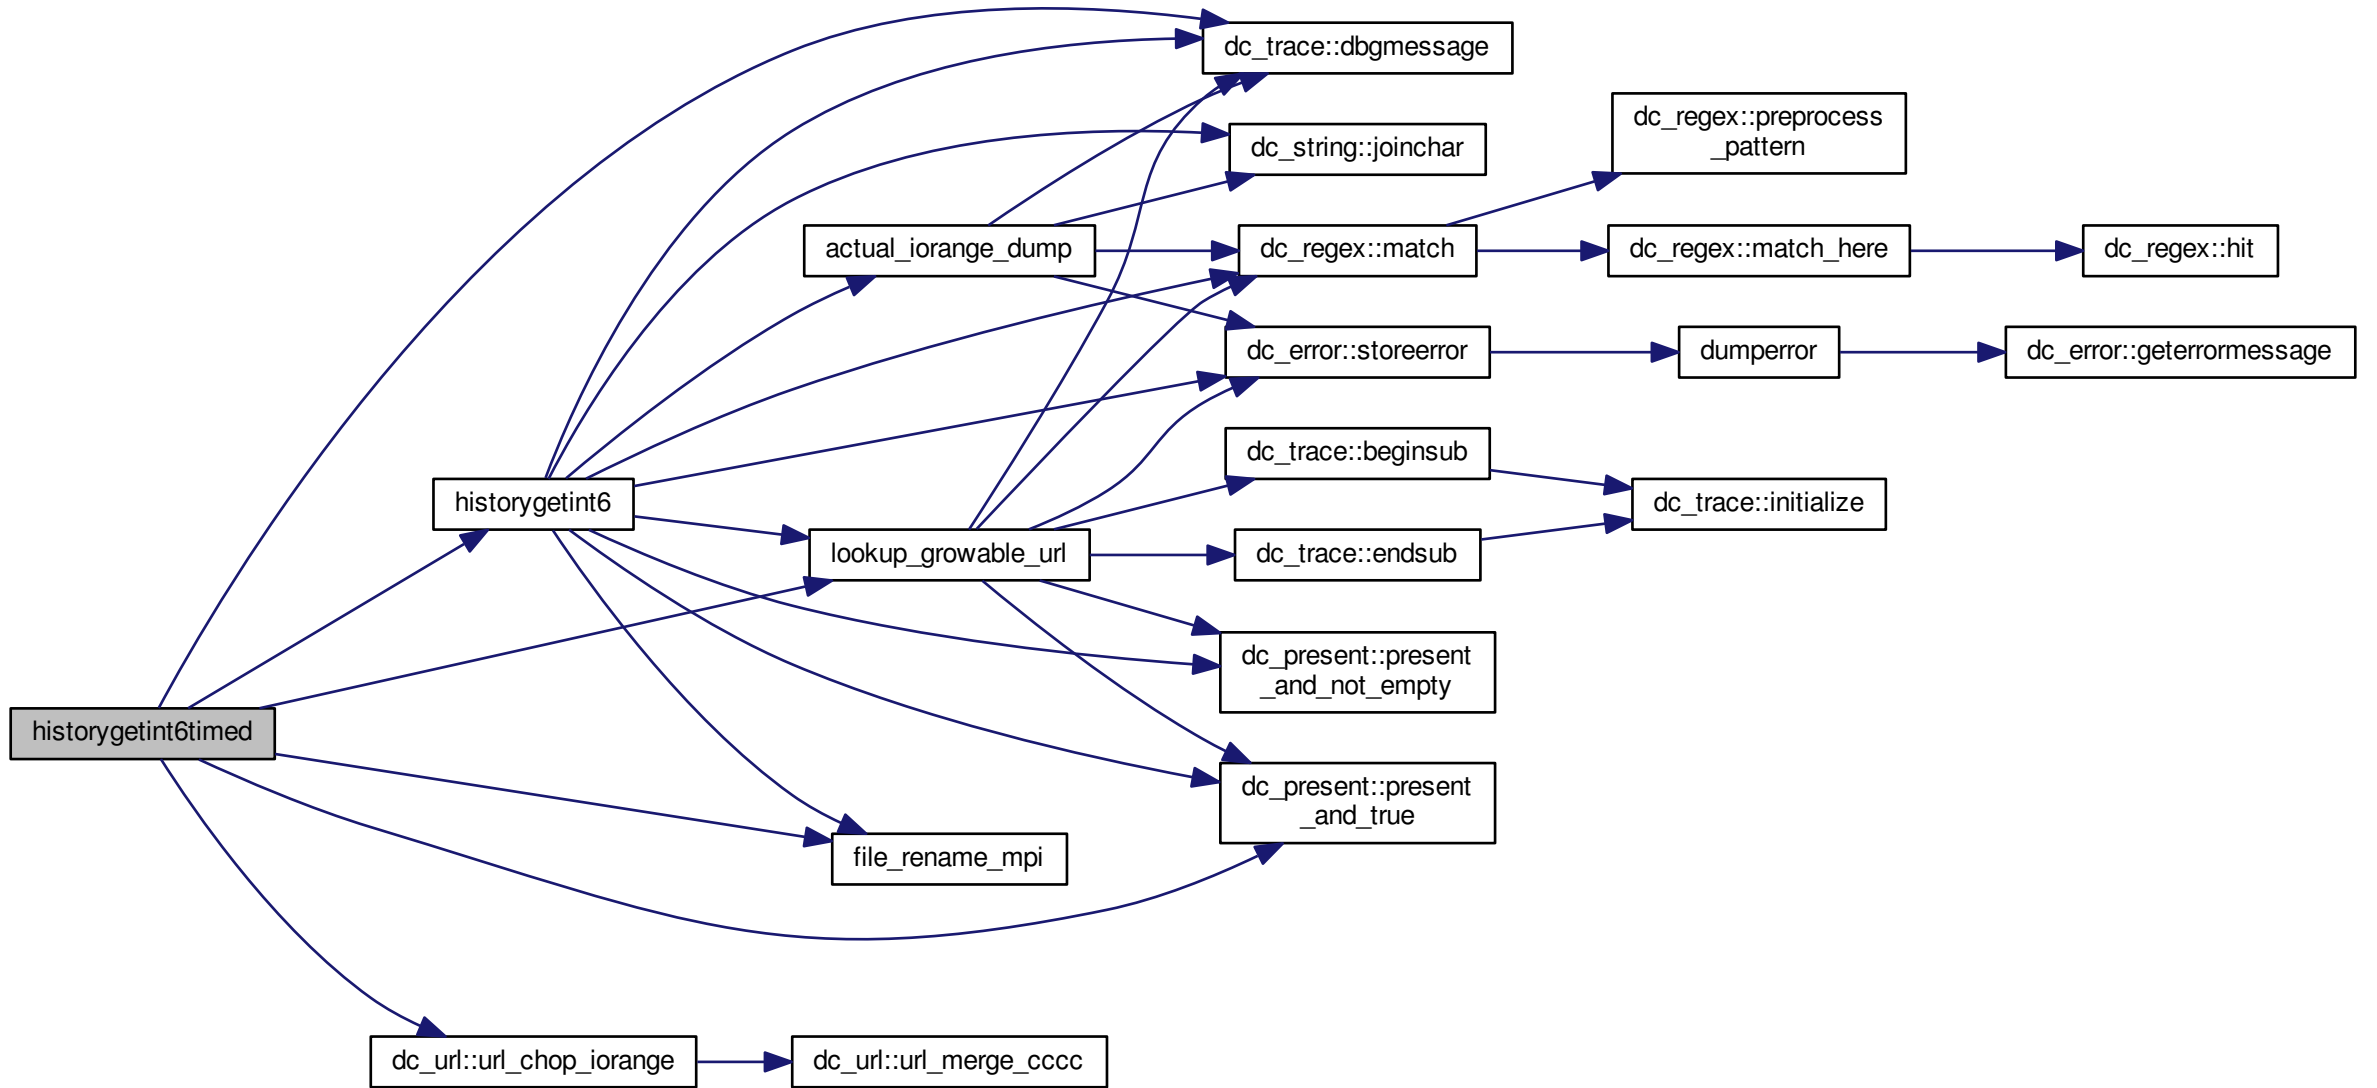 dc_trace::dbgmessage
dc_regex::preprocess
_pattern
dc_string::joinchar
actual_iorange_dump
dc_regex::match
dc_regex::match_here
dc_regex::hit
dc_error::storeerror
dumperror
dc_error::geterrormessage
dc_trace::beginsub
historygetint6
dc_trace::initialize
lookup_growable_url
dc_trace::endsub
dc_present::present
_and_not_empty
historygetint6timed
dc_present::present
_and_true
file_rename_mpi
dc_url::url_chop_iorange
dc_url::url_merge_cccc